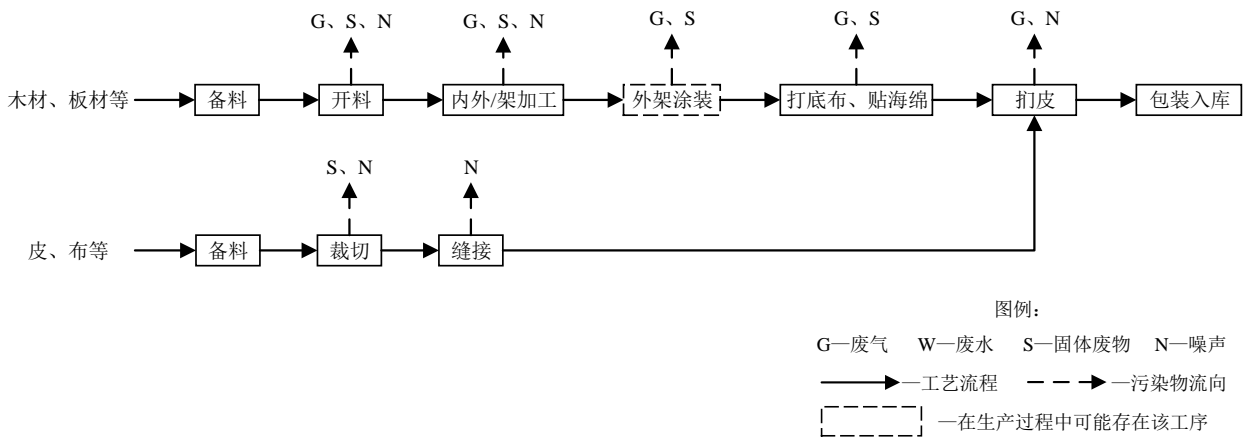 G、S、N
G、S、N
G、S
G、S
G、N
木材、板材等
备料
开料
内外/架加工
外架涂装
打底布、贴海绵
扪皮
包装入库
S、N
N
皮、布等
备料
裁切
缝接
图例：
G—废气 W—废水 S—固体废物 N—噪声
—工艺流程 —污染物流向
—在生产过程中可能存在该工序